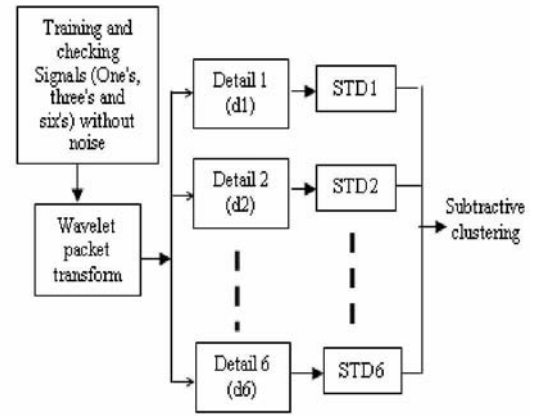 Training and
checking
Signals (One's,
three's and
six's) without
noise
Wavelet
packet
transform
Detail 1
(d1)
STD1
Detail 2
(d2)
STD2
Detail 6
(d6)
STD6
Subtractive
clustering